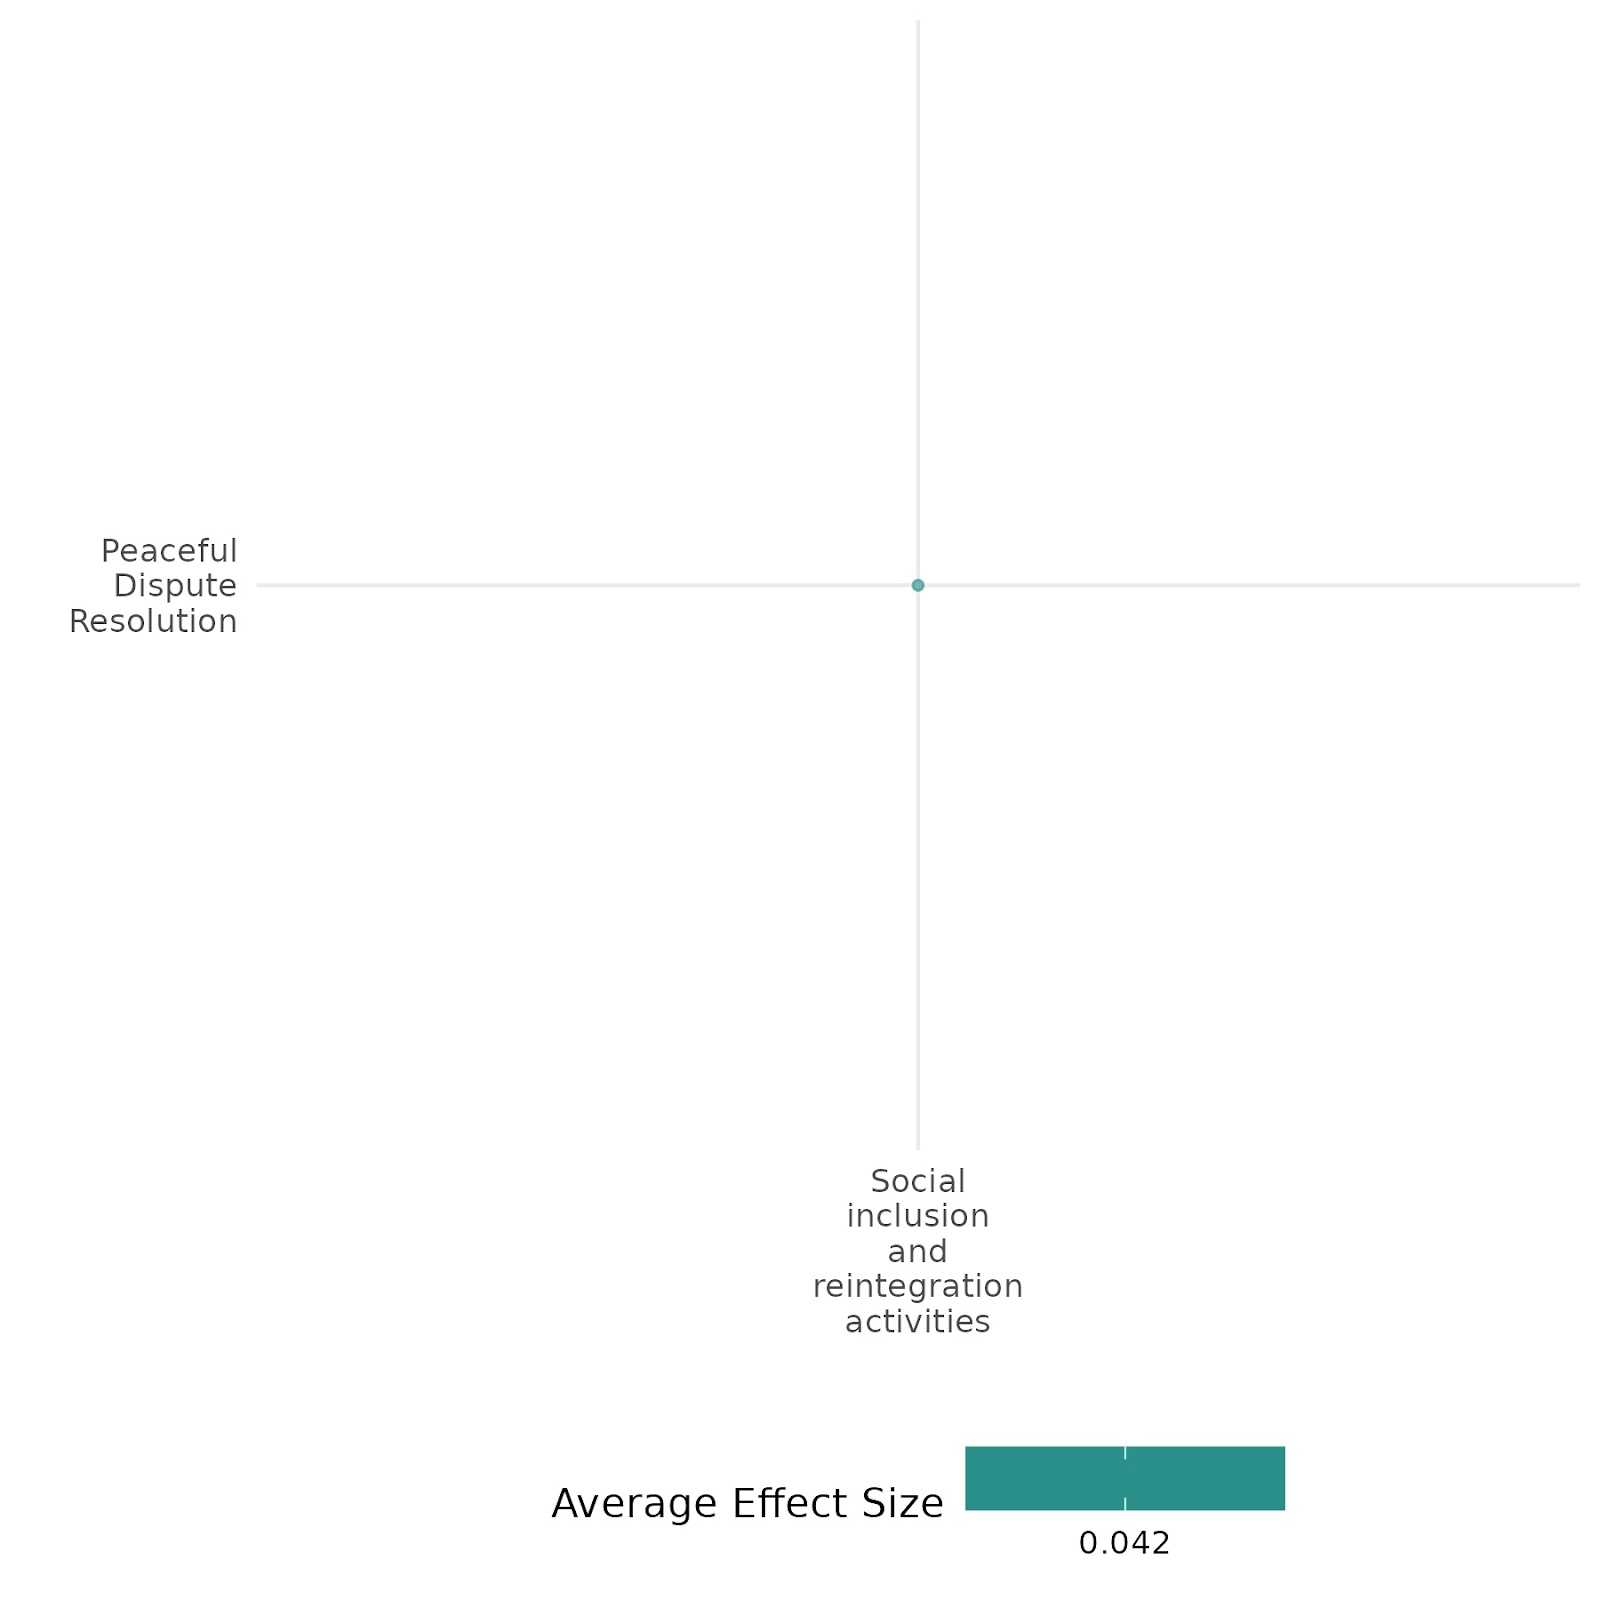 Peaceful
Dispute
Resolution
Social
inclusion
and
reintegration
activities
Average Effect Size
0.042